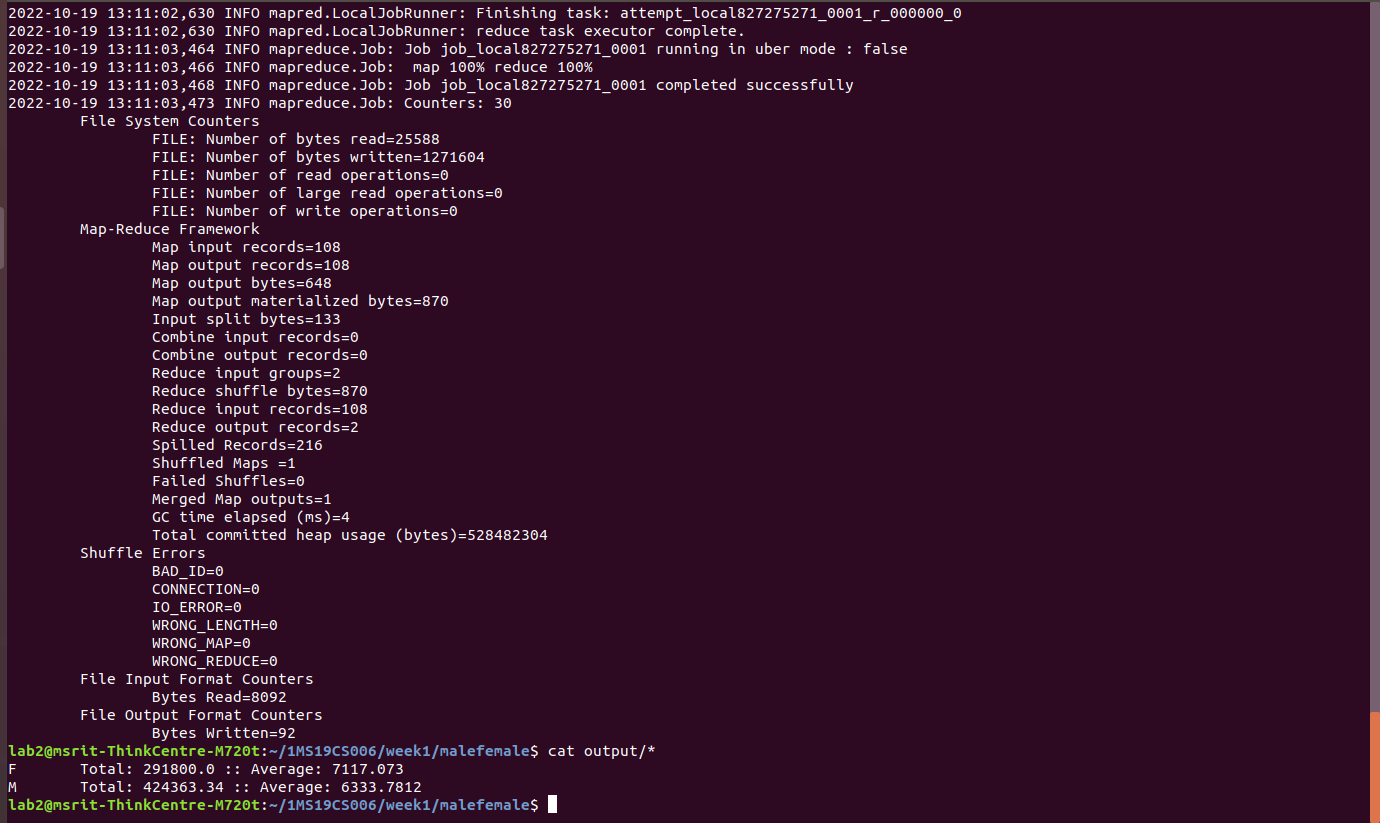 2022-10-19 13:11:02,630 INFO mapred.LocalJobRunner: Finishing task: attempt_local827275271_0001_r_000000_0
2022-10-19 13:11:02,630 INFO mapred.LocalJobRunner: reduce task executor complete.
2022-10-19 13:11:03,464 INFO mapreduce.Job: Job job_local827275271_0001 running in uber mode : false
2022-10-19 13:11:03,466 INFO mapreduce.Job:  map 100% reduce 100%
2022-10-19 13:11:03,468 INFO mapreduce.Job: Job job_local827275271_0001 completed successfully
2022-10-19 13:11:03,473 INFO mapreduce.Job: Counters: 30
File System Counters
FILE: Number of bytes read=25588
FILE: Number of bytes written=1271604
FILE: Number of read operations=0
FILE: Number of large read operations=0
FILE: Number of write operations=0
Map-Reduce Framework
Map input records=108
Map output records=108
Map output bytes=648
Map output materialized bytes=870
Input split bytes=133
Combine input records=0
Combine output records=0
Reduce input groups=2
Reduce shuffle bytes=870
Reduce input records=108
Reduce output records=2
Spilled Records=216
Shuffled Maps =1
Failed Shuffles=0
Merged Map outputs=1
GC time elapsed (ms)=4
Total committed heap usage (bytes)=528482304
Shuffle Errors
BAD_ID=0
CONNECTION=0
IO_ERROR=0
WRONG_LENGTH=0
WRONG_MAP=0
WRONG_REDUCE=0
File Input Format Counters
Bytes Read=8092
File Output Format Counters
Bytes Written=92
lab2@msrit-ThinkCentre-M720t:~/1MS19CS006/week1/malefemale$ cat output/*
F Total: 291800.0 :: Average: 7117.073
M Total: 424363.34 :: Average: 6333.7812
lab2@msrit-ThinkCentre-M720t:~/1MS19CS006/week1/malefemale$